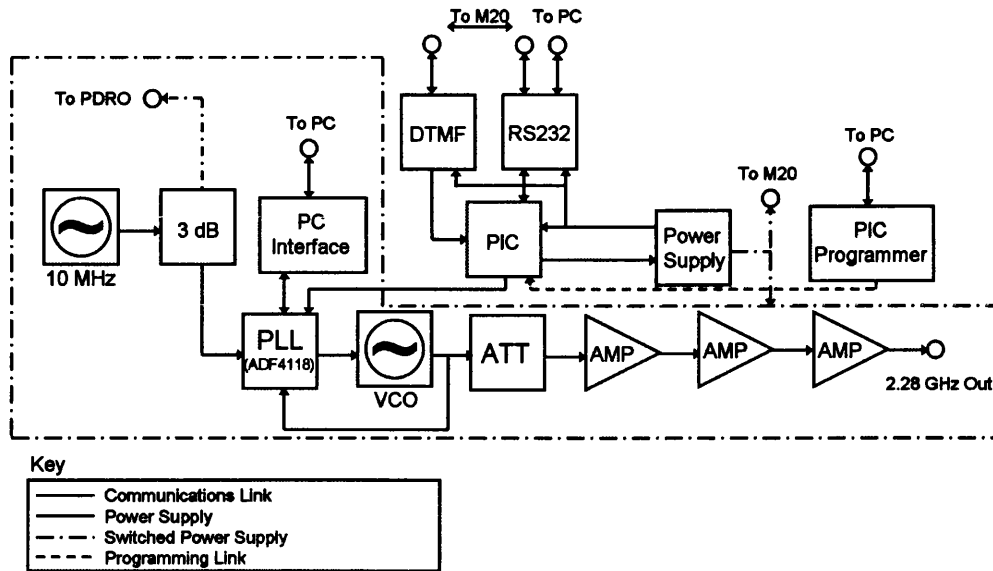 To M20
To PC
To PDRO
To PC
DTMF
RS232
To PC
To M20
3 dB
PC
Interface
PIC
Power
Supply
PIC
Programmer
10 MHz
PLL
(ADF4118)
VCO
ATT
AMP
AMP
AMP
2.28 GHz Out
Key
Communications Link
Power Supply
Switched Power Supply
Programming Link